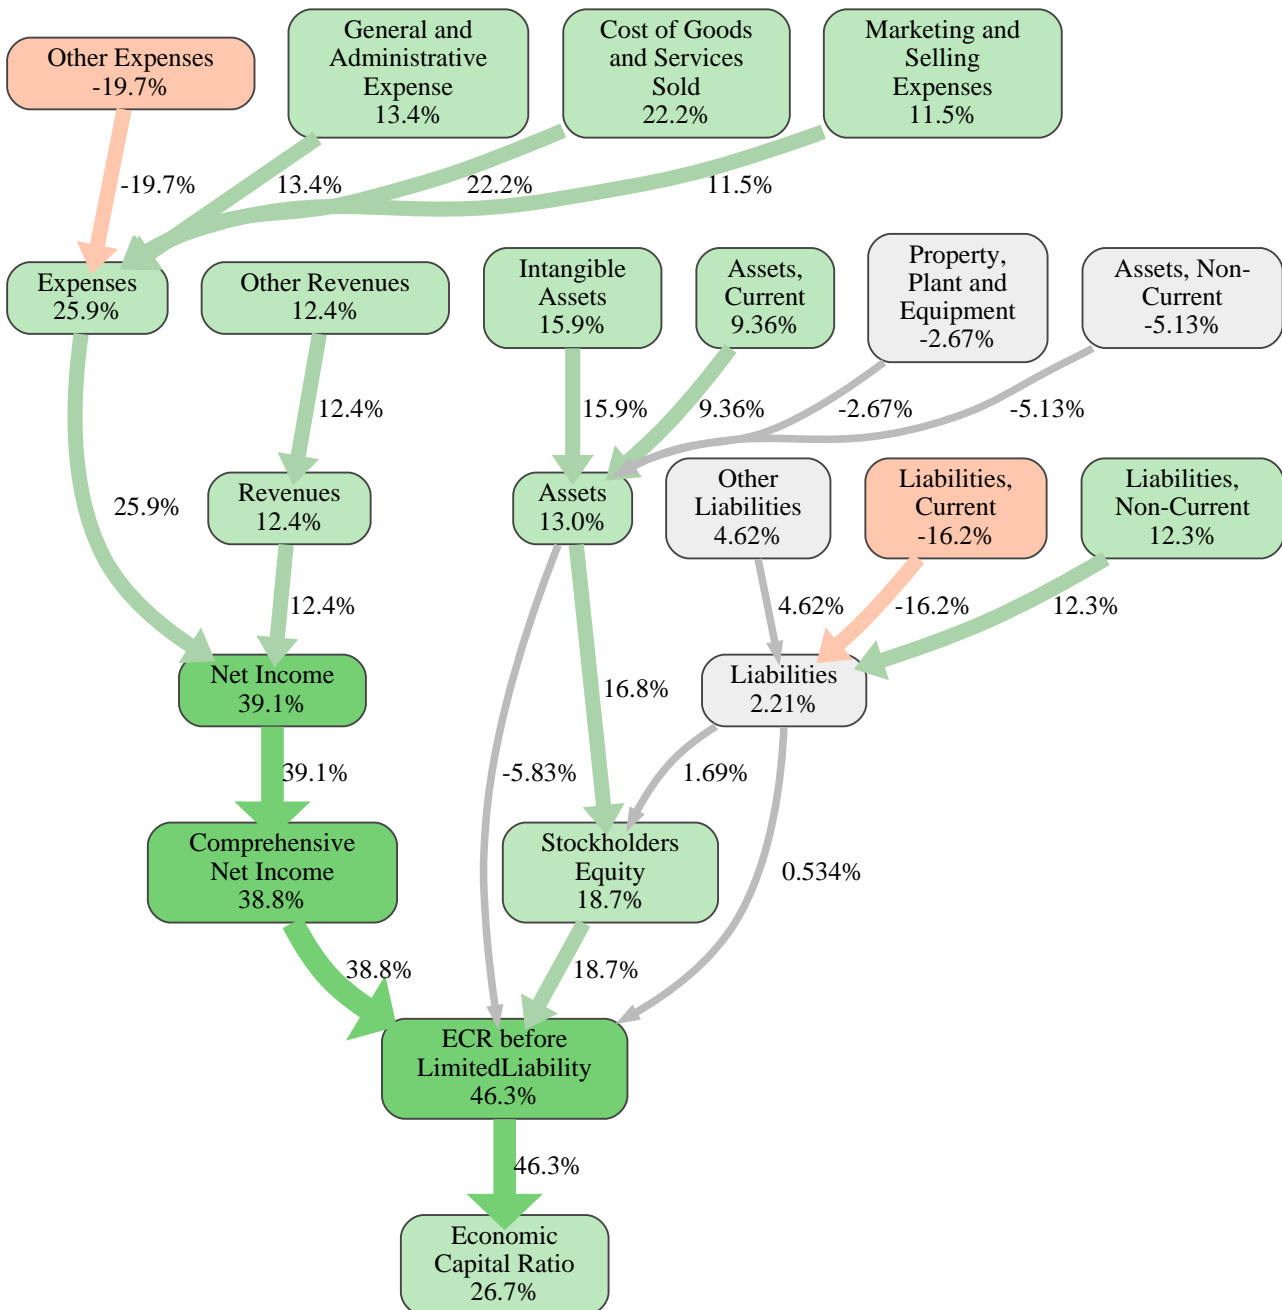 Other Expenses
-19.7%
General and
Administrative
Expense
13.4%
Cost of Goods
and Services
Sold
22.2%
Marketing and
Selling
Expenses
11.5%
-19.7%
13.4%
22.2%
11.5%
Expenses
25.9%
Other Revenues
12.4%
Intangible
Assets
15.9%
Assets,
Current
9.36%
Property,
Plant and
Equipment
-2.67%
Assets, Non-
Current
-5.13%
12.4%
15.9%
9.36%
-2.67%
-5.13%
25.9%
Revenues
12.4%
Assets
13.0%
Other
Liabilities
4.62%
Liabilities,
Current
-16.2%
Liabilities,
Non-Current
12.3%
12.4%
4.62%
-16.2%
12.3%
Net Income
39.1%
16.8%
Liabilities
2.21%
39.1%
-5.83%
1.69%
Comprehensive
Net Income
38.8%
Stockholders
Equity
18.7%
0.534%
38.8%
18.7%
ECR before
LimitedLiability
46.3%
46.3%
Economic
Capital Ratio
26.7%